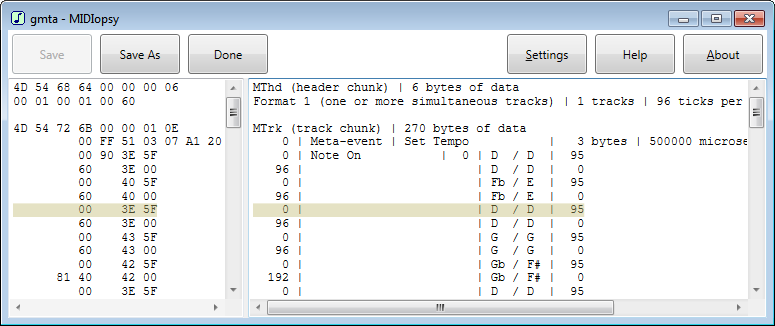 gmta - MIDIopsy
Save Save As Done Settings Help About
4D 54 68 64 00 00 00 06
00 01 00 01 00 60
4D 54 72 6B 00 00 01 0E
00 FF 51 03 07 A1 20
00 90 3E 5F
60 3E 00
00 40 5F
60 40 00
00 3E 5F
60 3E 00
00 43 5F
60 43 00
00 42 5F
81 40 42 00
00 3E 5F
MThd (header chunk) | 6 bytes of data
Format 1 (one or more simultaneous tracks) | 1 tracks | 96 ticks per
MTrk (track chunk) | 270 bytes of data
0 | Meta-event | Set Tempo | 3 bytes | 500000 microse
0 | Note On | 0 | D / D | 95
96 | | D / D | 0
0 | | Fb / E | 95
96 | | Fb / E | 0
0 | | D / D | 95
96 | | D / D | 0
0 | | G / G | 95
96 | | G / G | 0
0 | | Gb / F# | 95
192 | | Gb / F# | 0
0 | | D / D | 95